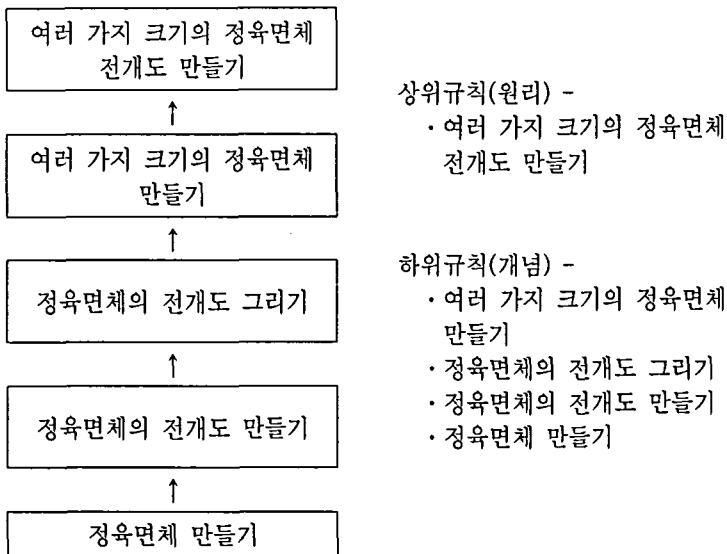 여러 가지 크기의 정육면체
전개도 만들기
↑
여러 가지 크기의 정육면체
만들기
↑
정육면체의 전개도 그리기
↑
정육면체의 전개도 만들기
↑
정육면체 만들기
상위규칙(원리) -
· 여러 가지 크기의 정육면체
전개도 만들기
하위규칙(개념) -
· 여러 가지 크기의 정육면체
만들기
· 정육면체의 전개도 그리기
· 정육면체의 전개도 만들기
· 정육면체 만들기